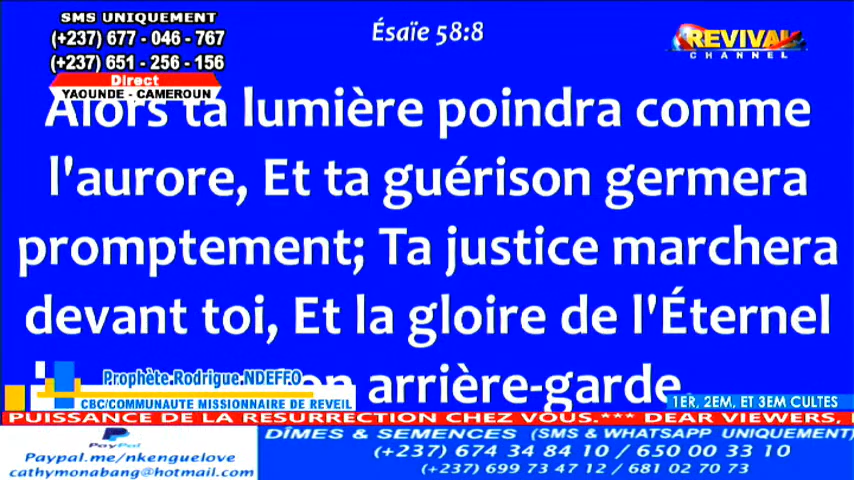 SMS UNIQUEMENT
(+237) 677 - 046 - 767
(+237) 651 - 256 - 156
Direct
YAOUNDE - CAMEROUN
Ésaïe 58:8
REVIVAL
CHANNEL
Alors ta lumière poindra comme
l'aurore, Et ta guérison germera
promptement; Ta justice marchera
devant toi, Et la gloire de l'Éternel
arrière-garde.
Prophète.Rodrigue.NDEFFO
CBC/COMMUNAUTE MISSIONNAIRE DE REVEIL
1ER, 2EM, ET 3EM CULTES
PUISSANCE DE LA RESURRECTION CHEZ VOUS.*** DEAR VIEWERS,
PayPal
Paypal.me/nkenguelove
cathymonabang@hotmail.com
DÎMES & SEMENCES (SMS & WHATSAPP UNIQUEMENT)
(+237) 674 34 84 10 / 650 00 33 10
(+237) 699 73 47 12 / 681 02 70 73